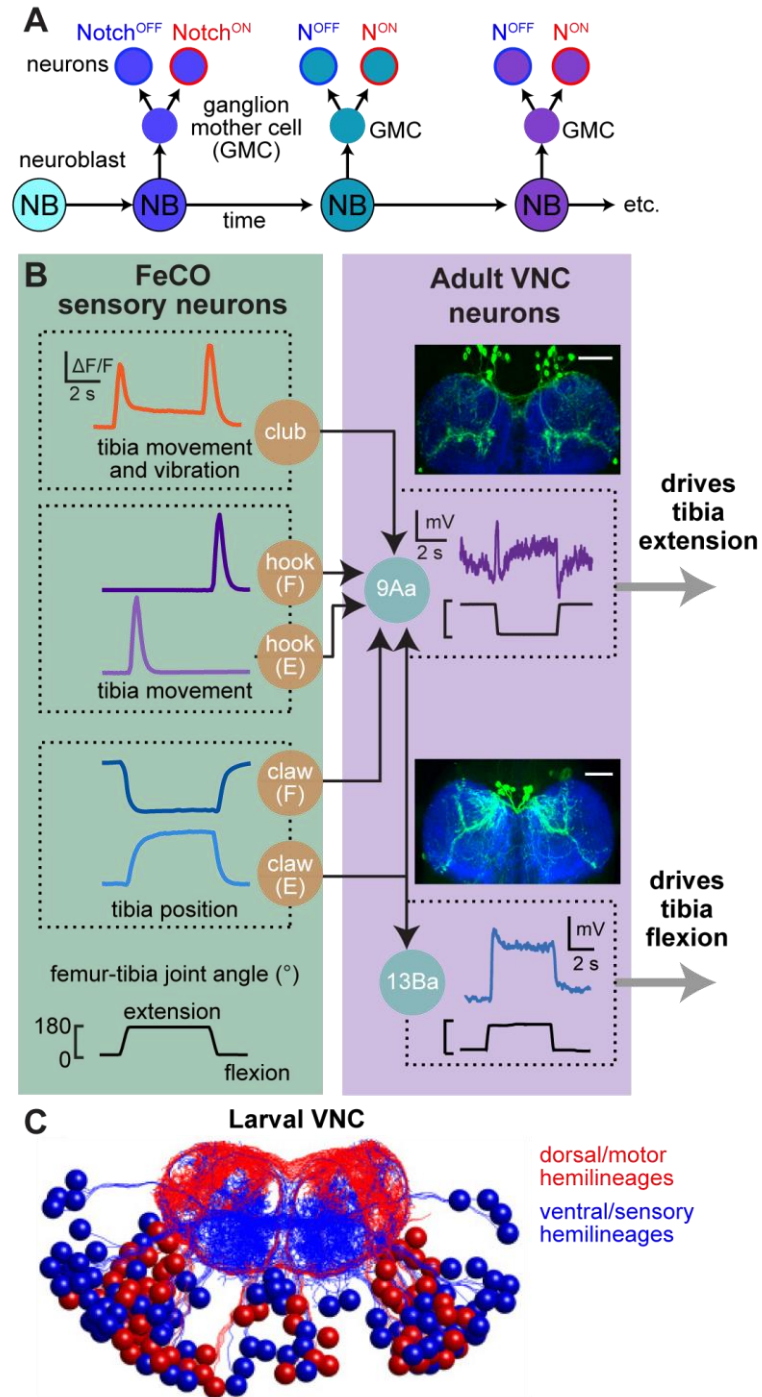 A
Notch^OFF Notch^ON
N^OFF N^ON
N^OFF N^ON
neurons
ganglion
mother cell
(GMC)
GMC
GMC
neuroblast
NB
NB
NB
NB
time
etc.
B
FeCO
sensory neurons
Adult VNC
neurons
ΔF/F
2 s
club
tibia movement
and vibration
hook
(F)
hook
(E)
tibia movement
claw
(F)
claw
(E)
tibia position
femur-tibia joint angle (°)
extension
180
0
flexion
mV
2 s
9Aa
drives
tibia
extension
mV
2 s
13Ba
drives
tibia
flexion
C
Larval VNC
dorsal/motor
hemilineages
ventral/sensory
hemilineages